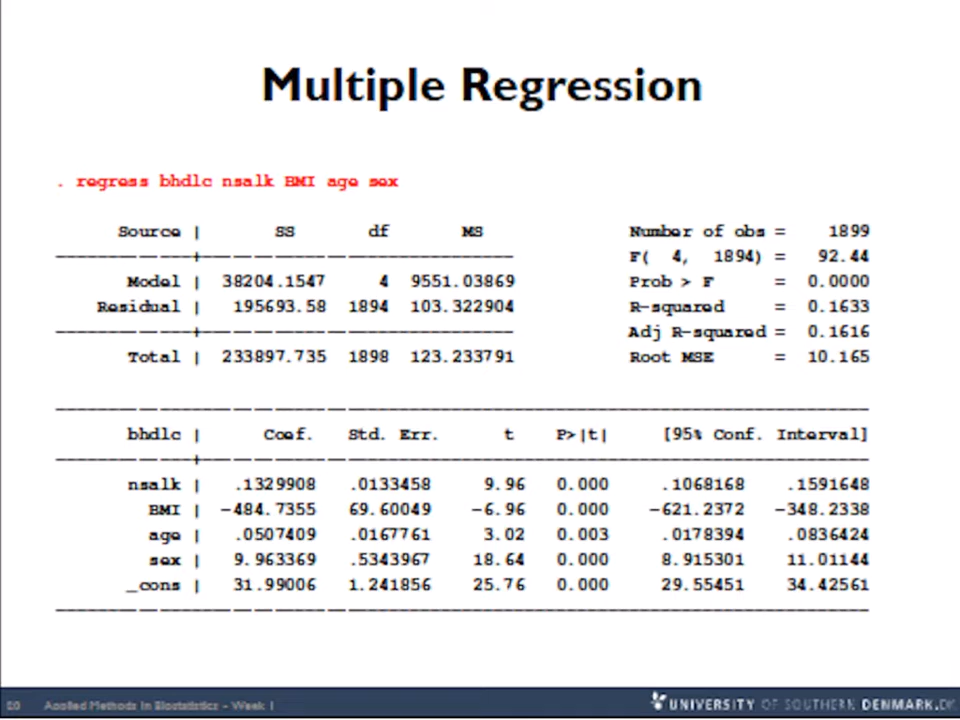 Multiple Regression
. regress bhdlc nsalk BMI age sex
Source | SS df MS Number of obs = 1899
F( 4, 1894) = 92.44
Model | 38204.1547 4 9551.03869 Prob > F = 0.0000
Residual | 195693.58 1894 103.322904 R-squared = 0.1633
Adj R-squared = 0.1616
Total | 233897.735 1898 123.233791 Root MSE = 10.165
bhdlc | Coef. Std. Err. t P>|t| [95% Conf. Interval]
nsalk | .1329908 .0133458 9.96 0.000 .1068168 .1591648
BMI | -484.7355 69.60049 -6.96 0.000 -621.2372 -348.2338
age | .0507409 .0167761 3.02 0.003 .0178394 .0836424
sex | 9.963369 .5343967 18.64 0.000 8.915301 11.01144
_cons | 31.99006 1.241856 25.76 0.000 29.55451 34.42561
Applied Methods in Biostatistics - Week 1
UNIVERSITY OF SOUTHERN DENMARK.DK